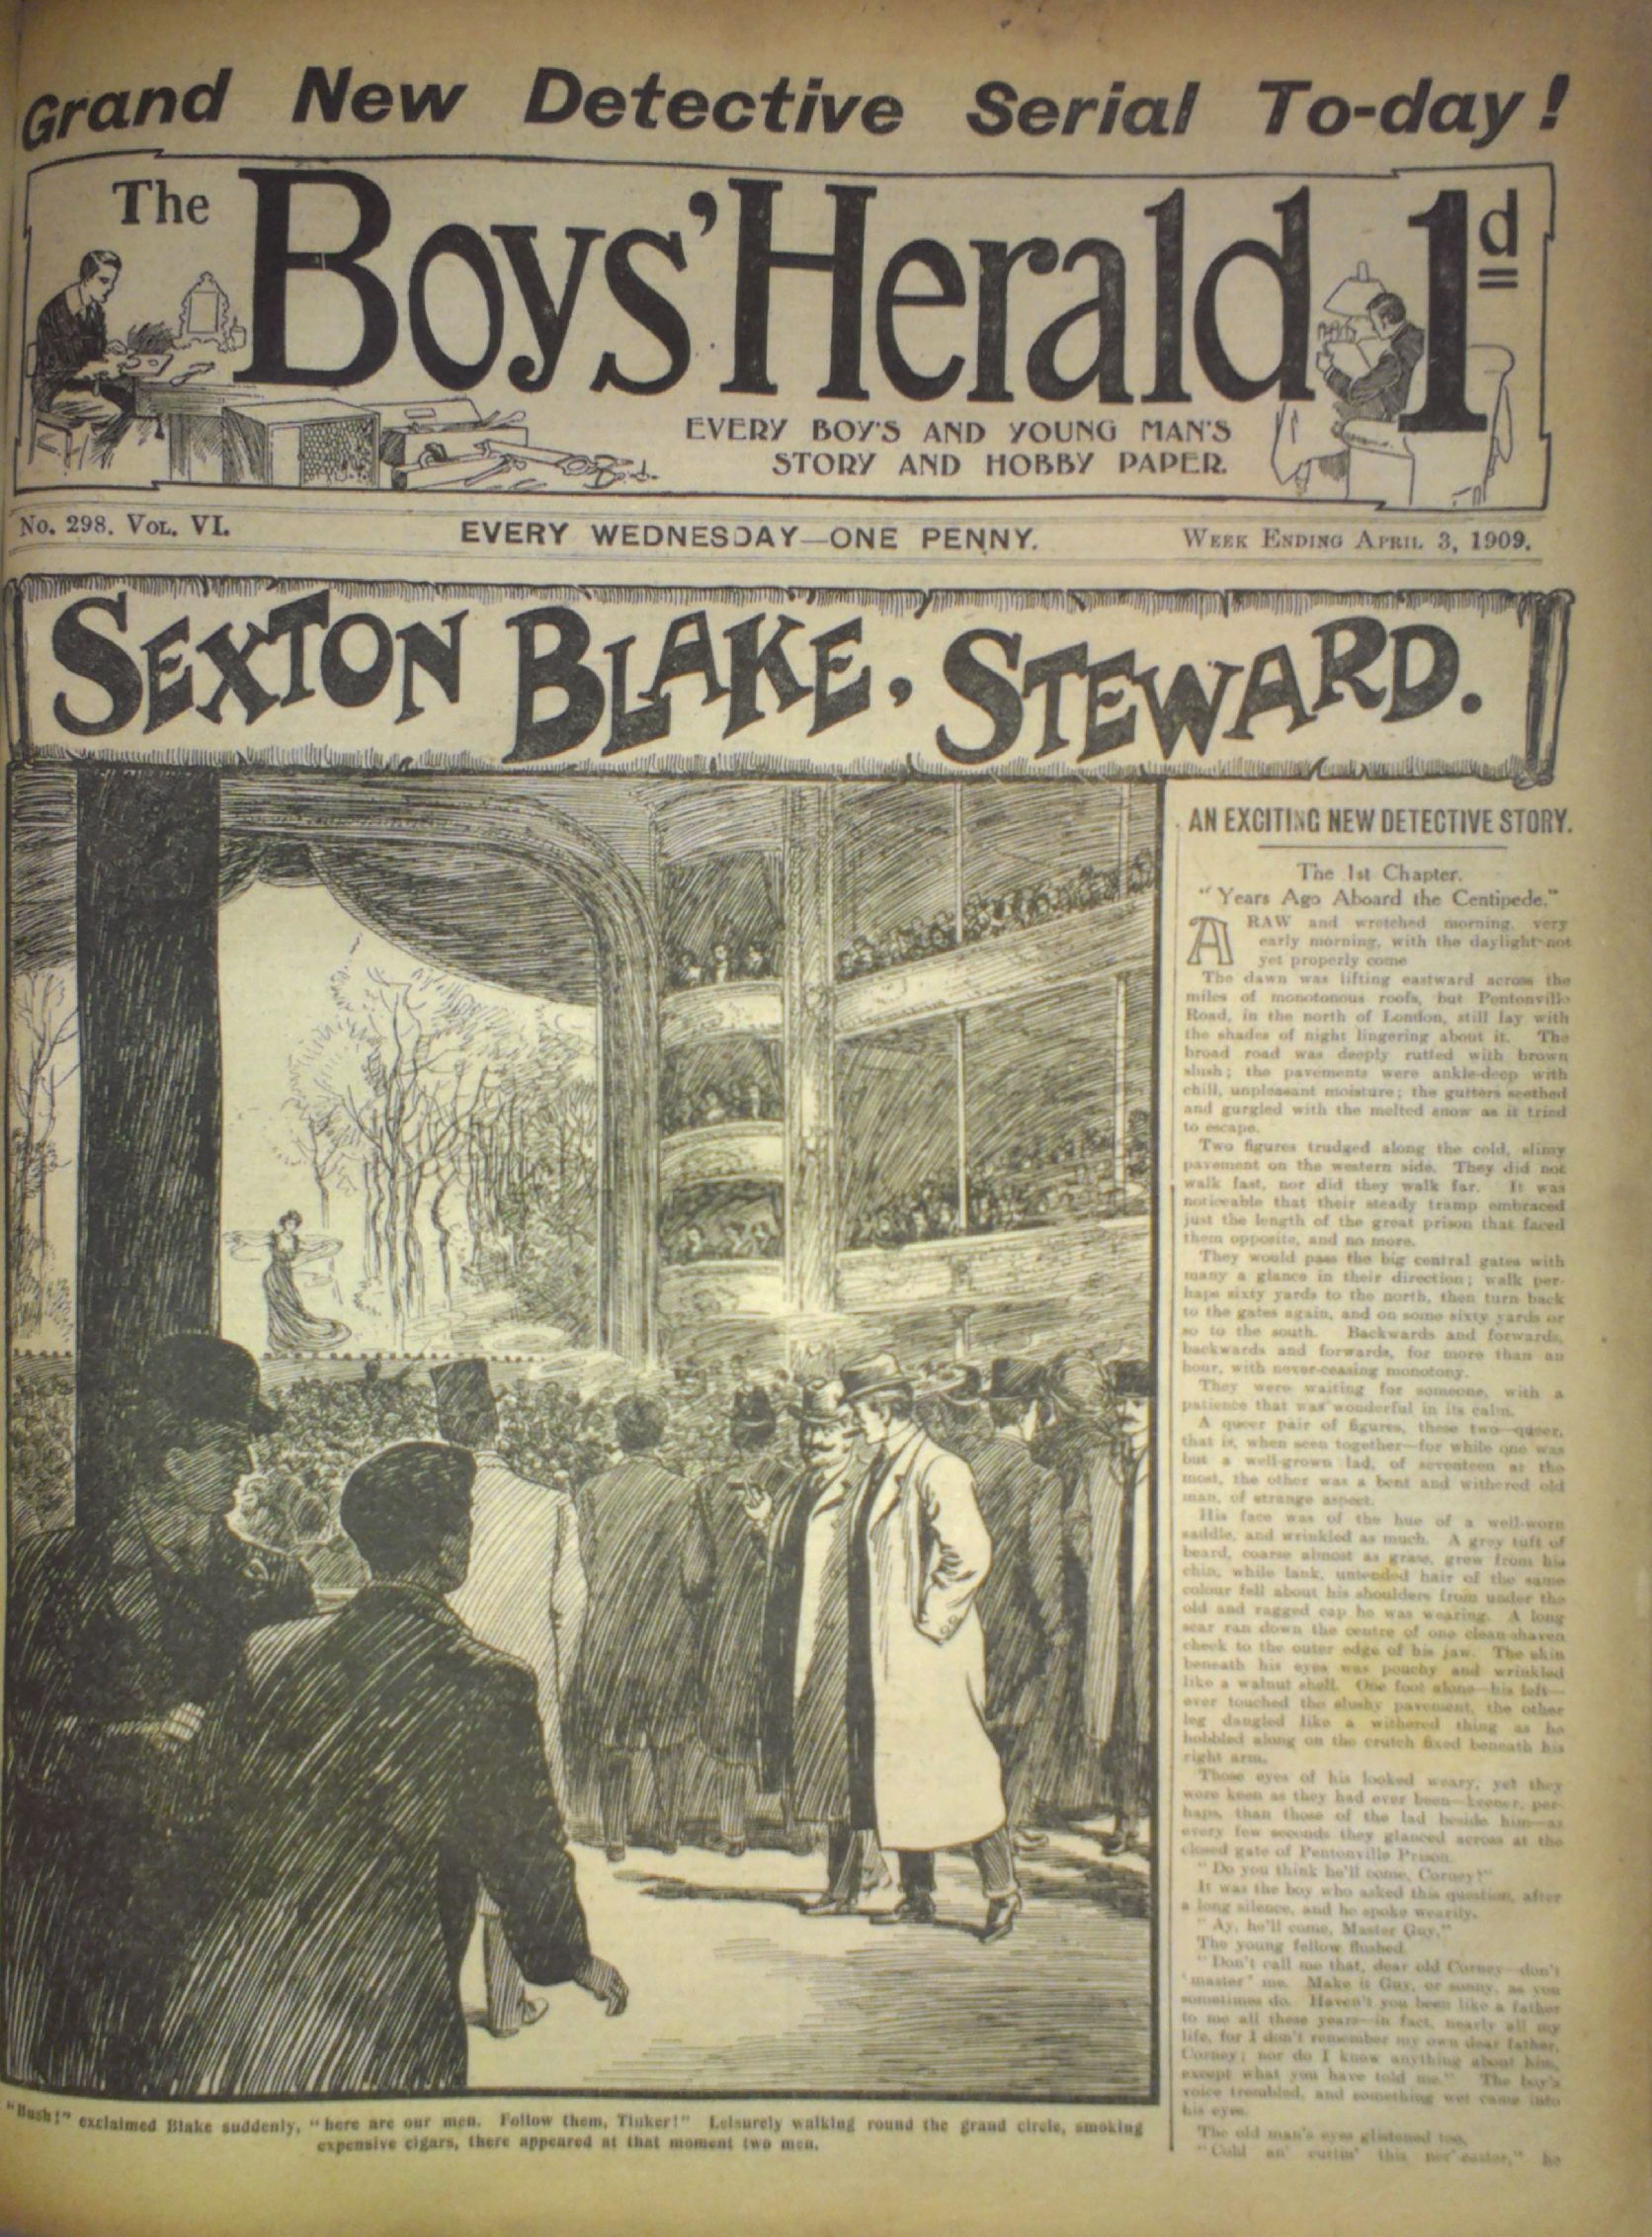 Grand New Detective Serial To-day!
The Boys' Herald 1d
EVERY BOY'S AND YOUNG MAN'S
STORY AND HOBBY PAPER.
No. 298. Vol. VI.
EVERY WEDNESDAY—ONE PENNY.
Week Ending April 3, 1909.
SEXTON BLAKE, STEWARD.
AN EXCITING NEW DETECTIVE STORY.
The 1st Chapter.
"Years Ago Aboard the Centipede."
A RAW and wretched morning, very
early morning, with the daylight not
yet properly come
The dawn was lifting eastward across the
miles of monotonous roofs, but Pentonville
Road, in the north of London, still lay with
the shades of night lingering about it. The
broad road was deeply rutted with brown
slush; the pavements were ankle-deep with
chill, unpleasant moisture; the gutters seethed
and gurgled with the melted snow as it tried
to escape.
Two figures trudged along the cold, slimy
pavement on the western side. They did not
walk fast, nor did they walk far. It was
noticeable that their steady tramp embraced
just the length of the great prison that faced
them opposite, and no more.
They would pass the big central gates with
many a glance in their direction; walk per-
haps sixty yards to the north, then turn back
to the gates again, and on some sixty yards or
so to the south. Backwards and forwards,
backwards and forwards, for more than an
hour, with never-ceasing monotony.
They were waiting for someone, with a
patience that was wonderful in its calm.
A queer pair of figures, these two—queer,
that is, when seen together—for while one was
but a well-grown lad, of seventeen at the
most, the other was a bent and withered old
man, of strange aspect.
His face was of the hue of a well-worn
saddle, and wrinkled as much. A grey tuft of
beard, coarse almost as grass, grew from his
chin, while lank, untended hair of the same
colour fell about his shoulders from under the
old and ragged cap he was wearing. A long
scar ran down the centre of one clean-shaven
cheek to the outer edge of his jaw. The skin
beneath his eyes was pouchy and wrinkled
like a walnut shell. One foot alone—his left—
ever touched the slushy pavement, the other
leg dangled like a withered thing as he
hobbled along on the crutch fixed beneath his
right arm.
Those eyes of his looked weary, yet they
were keen as they had ever been—keener, per-
haps, than those of the lad beside him—as
every few seconds they glanced across at the
closed gate of Pentonville Prison.
"Do you think he'll come, Corney?"
It was the boy who asked this question, after
a long silence, and he spoke wearily.
"Ay, he'll come, Master Guy."
The young fellow flushed.
"Don't call me that, dear old Corney—don't
'master' me. Make it Guy, or sonny, as you
sometimes do. Haven't you been like a father
to me all these years—in fact, nearly all my
life, for I don't remember my own dear father,
Corney; nor do I know anything about him,
except what you have told me." The boy's
voice trembled, and something wet came into
his eyes.
The old man's eyes glistened too.
"Cold an' cuttin' this nor'-easter," he
"Hush!" exclaimed Blake suddenly, "here are our men. Follow them, Tinker!" Leisurely walking round the grand circle, smoking
expensive cigars, there appeared at that moment two men.